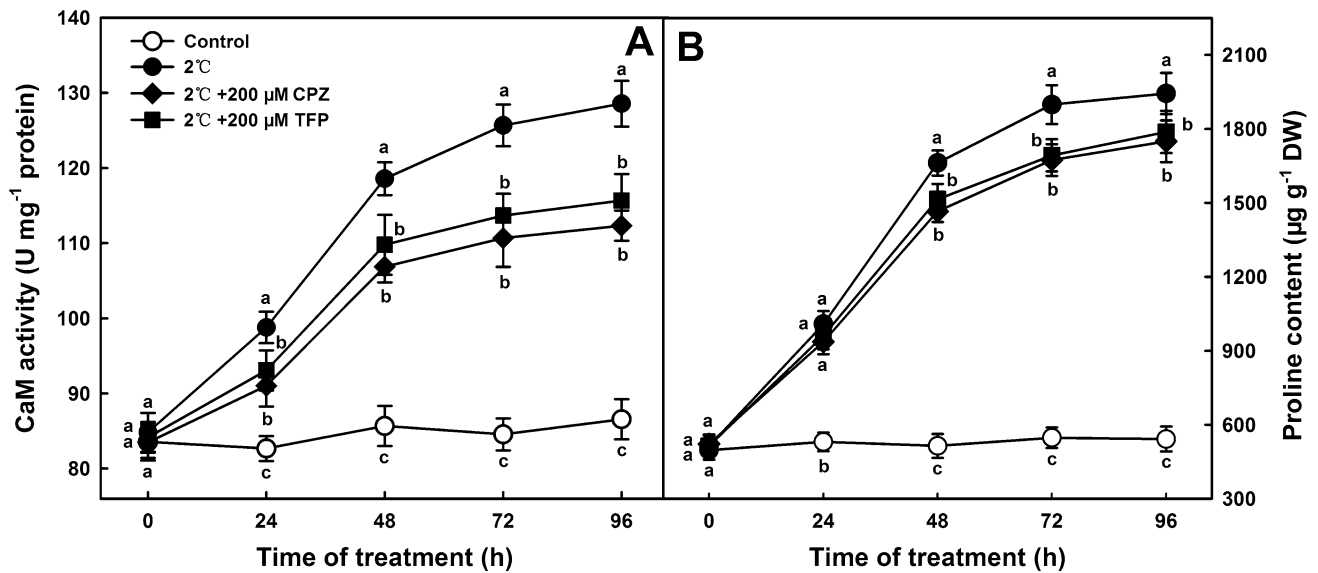 140
130
120
110
100
90
80
CaM activity (U mg⁻¹ protein)
Control
2℃
2℃ +200 µM CPZ
2℃ +200 µM TFP
A
a
a
a
a
a
b
b
a
b
b
b
b
b
b
a
a
a
c
c
c
c
0
24
48
72
96
Time of treatment (h)
B
2100
1800
1500
1200
900
600
300
Proline content (µg g⁻¹ DW)
a
a
a
b
b
b
b
b
b
a
a
a
a
a
a
a
b
c
c
c
0
24
48
72
96
Time of treatment (h)